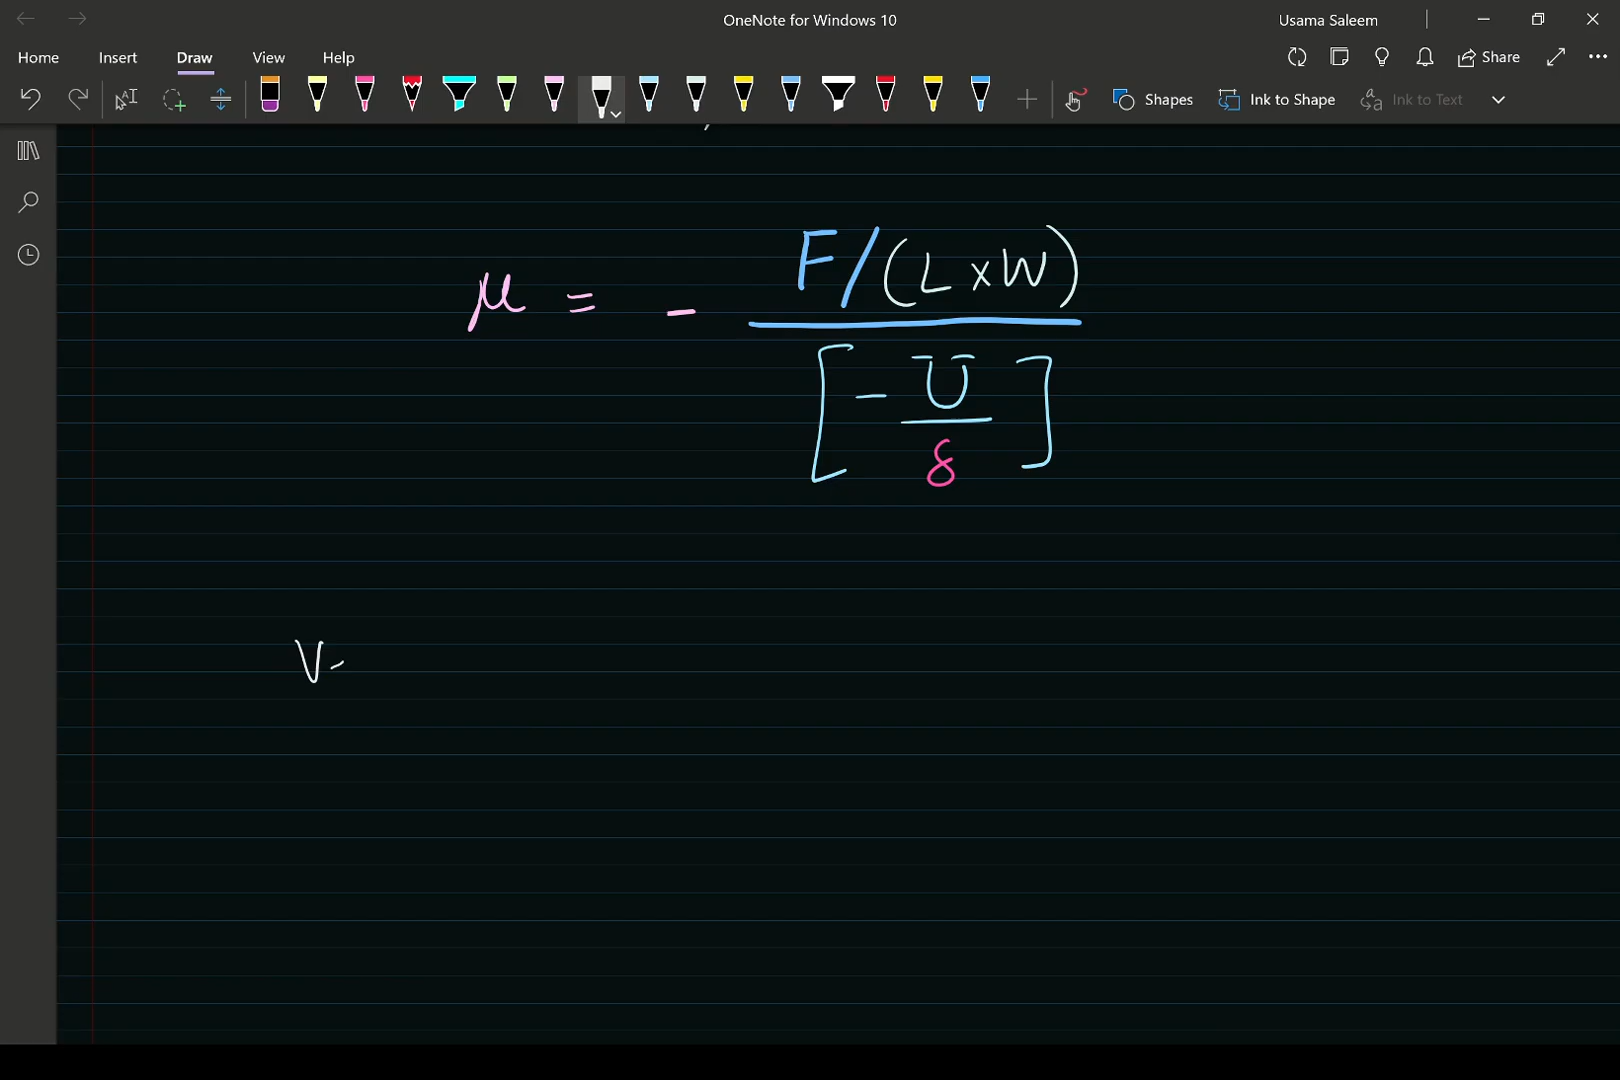 OneNote for Windows 10
Usama Saleem
Home Insert Draw View Help
Share
Shapes
Ink to Shape
Ink to Text
μ = - F/(L×W)
[- U
8 ]
V-